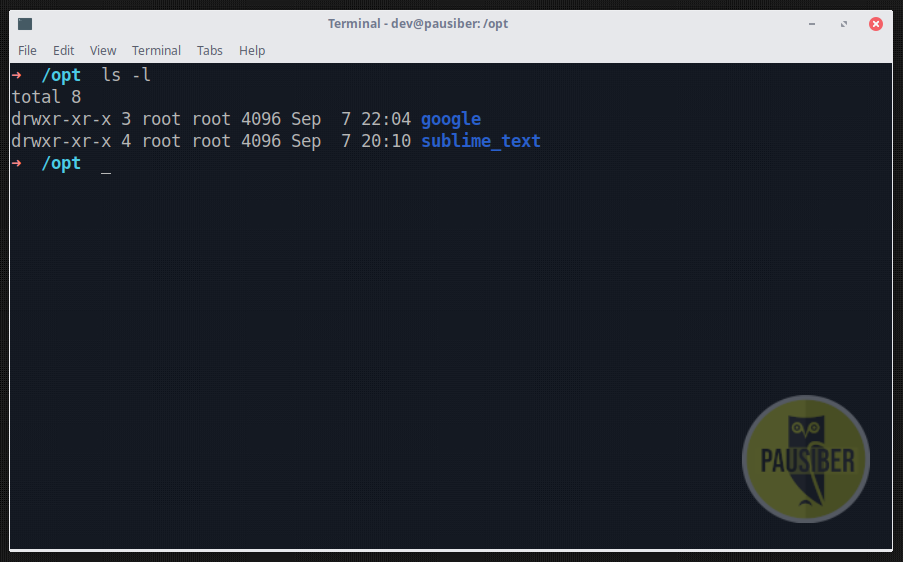 Terminal - dev@pausiber: /opt
File Edit View Terminal Tabs Help
➜  /opt  ls -l
total 8
drwxr-xr-x 3 root root 4096 Sep  7 22:04 google
drwxr-xr-x 4 root root 4096 Sep  7 20:10 sublime_text
➜  /opt  _
PAUSIBER